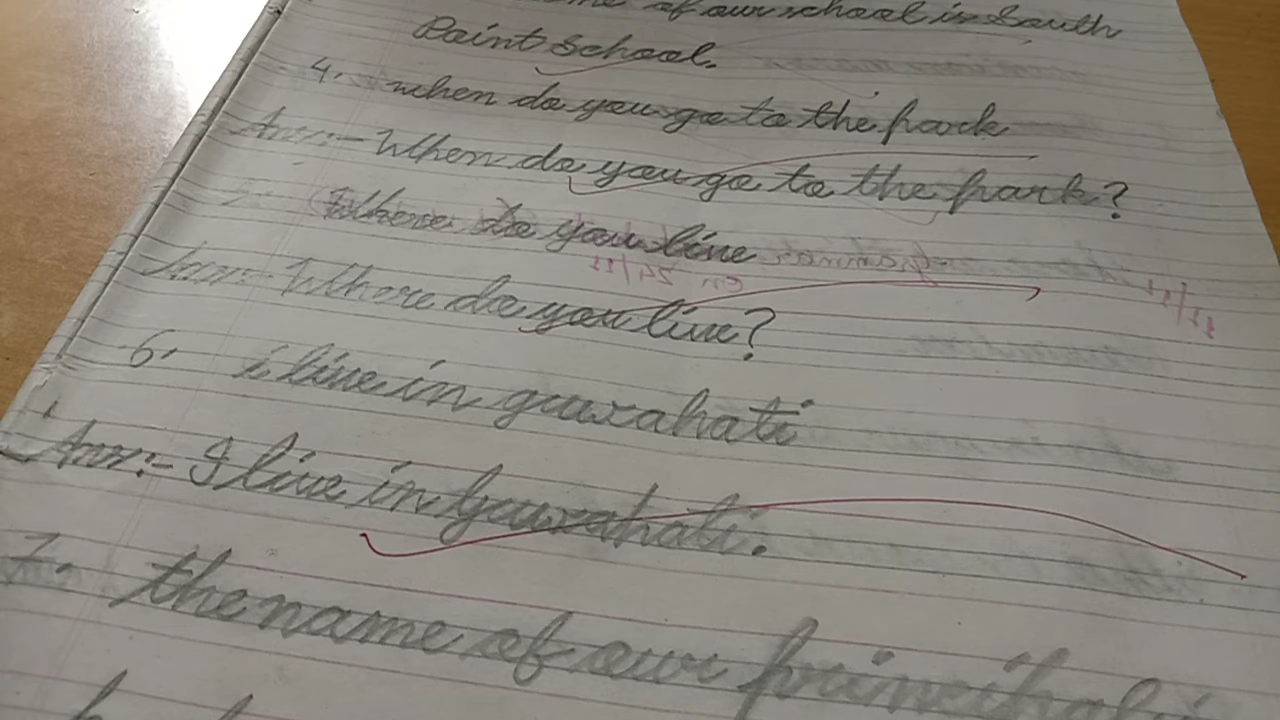 of our school is South
Point School.
4. when do you go to the park
Ans:- When do you go to the park?
5. Where do you live
Ans:- Where do you live?
6. i live in guwahati
Ans:- I live in Guwahati.
7. the name of our principal